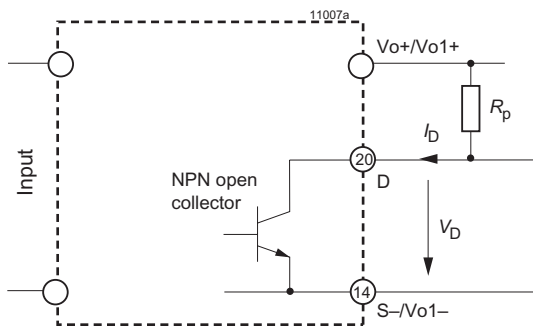 11007a
Vo+/Vo1+
Rp
ID
20
D
NPN open
collector
Input
VD
14
S–/Vo1–